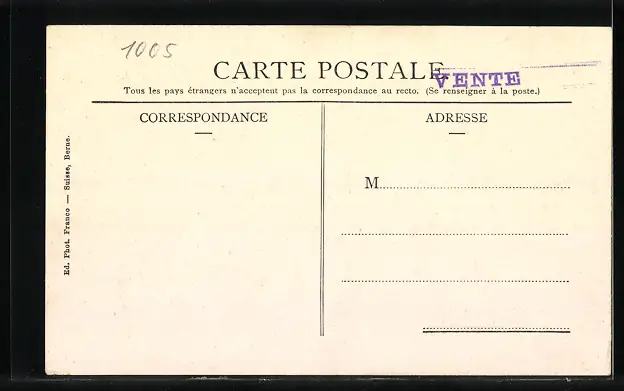 1005
CARTE POSTALE
VENTE
Tous les pays étrangers n'acceptent pas la correspondance au recto. (Se renseigner à la poste.)
CORRESPONDANCE
ADRESSE
M
Ed. Phot. Franco — Suisse, Berne.